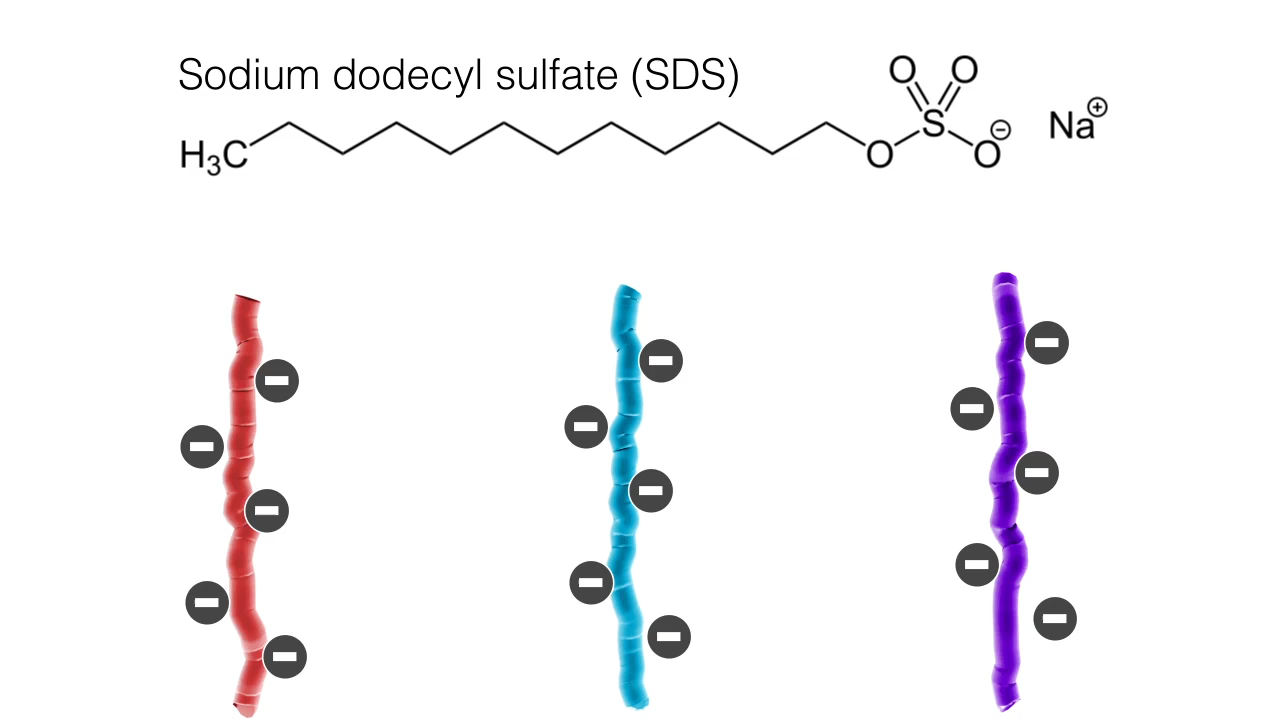 Sodium dodecyl sulfate (SDS)
O O
H₃C O S O⊖ Na⊕